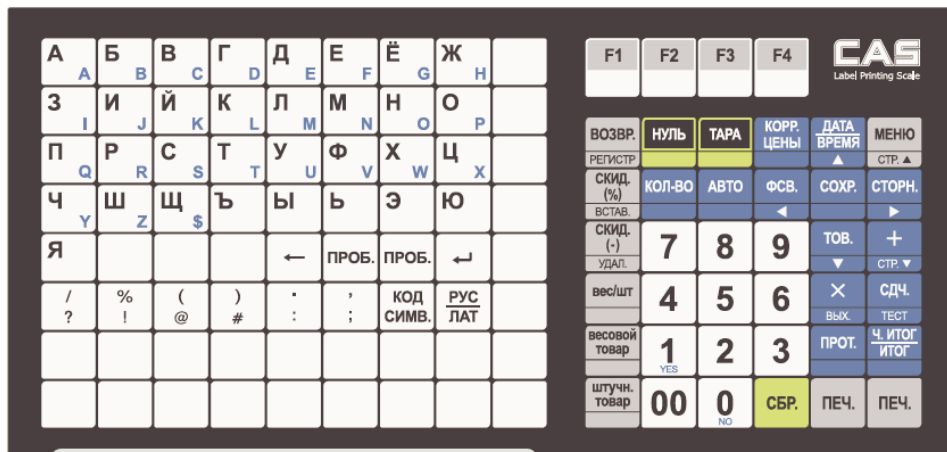 А A Б B В C Г D Д E Е F Ё G Ж H
З I И J Й K К L Л M М N Н O О P
П Q Р R С S Т T У U Ф V Х W Ц X
Ч Y Ш Z Щ $ Ъ Ы Ь Э Ю
Я ← ПРОБ. ПРОБ. ↵
/ % ( ) . , КОД РУС
? ! @ # : ; СИМВ. ЛАТ
F1 F2 F3 F4 CAS
Label Printing Scale
ВОЗВР. НУЛЬ ТАРА КОРР. ДАТА МЕНЮ
ЦЕНЫ ВРЕМЯ
РЕГИСТР ▲ СТР. ▲
СКИД. КОЛ-ВО АВТО ФСВ. СОХР. СТОРН.
(%)
ВСТАВ. ◀ ▶
СКИД. 7 8 9 ТОВ. +
(-)
УДАЛ. ▼ СТР. ▼
вес/шт 4 5 6 × СДЧ.
ВЫХ. ТЕСТ
весовой 1 2 3 ПРОТ. Ч. ИТОГ
товар ИТОГ
YES
штучн. 00 0 СБР. ПЕЧ. ПЕЧ.
товар
NO